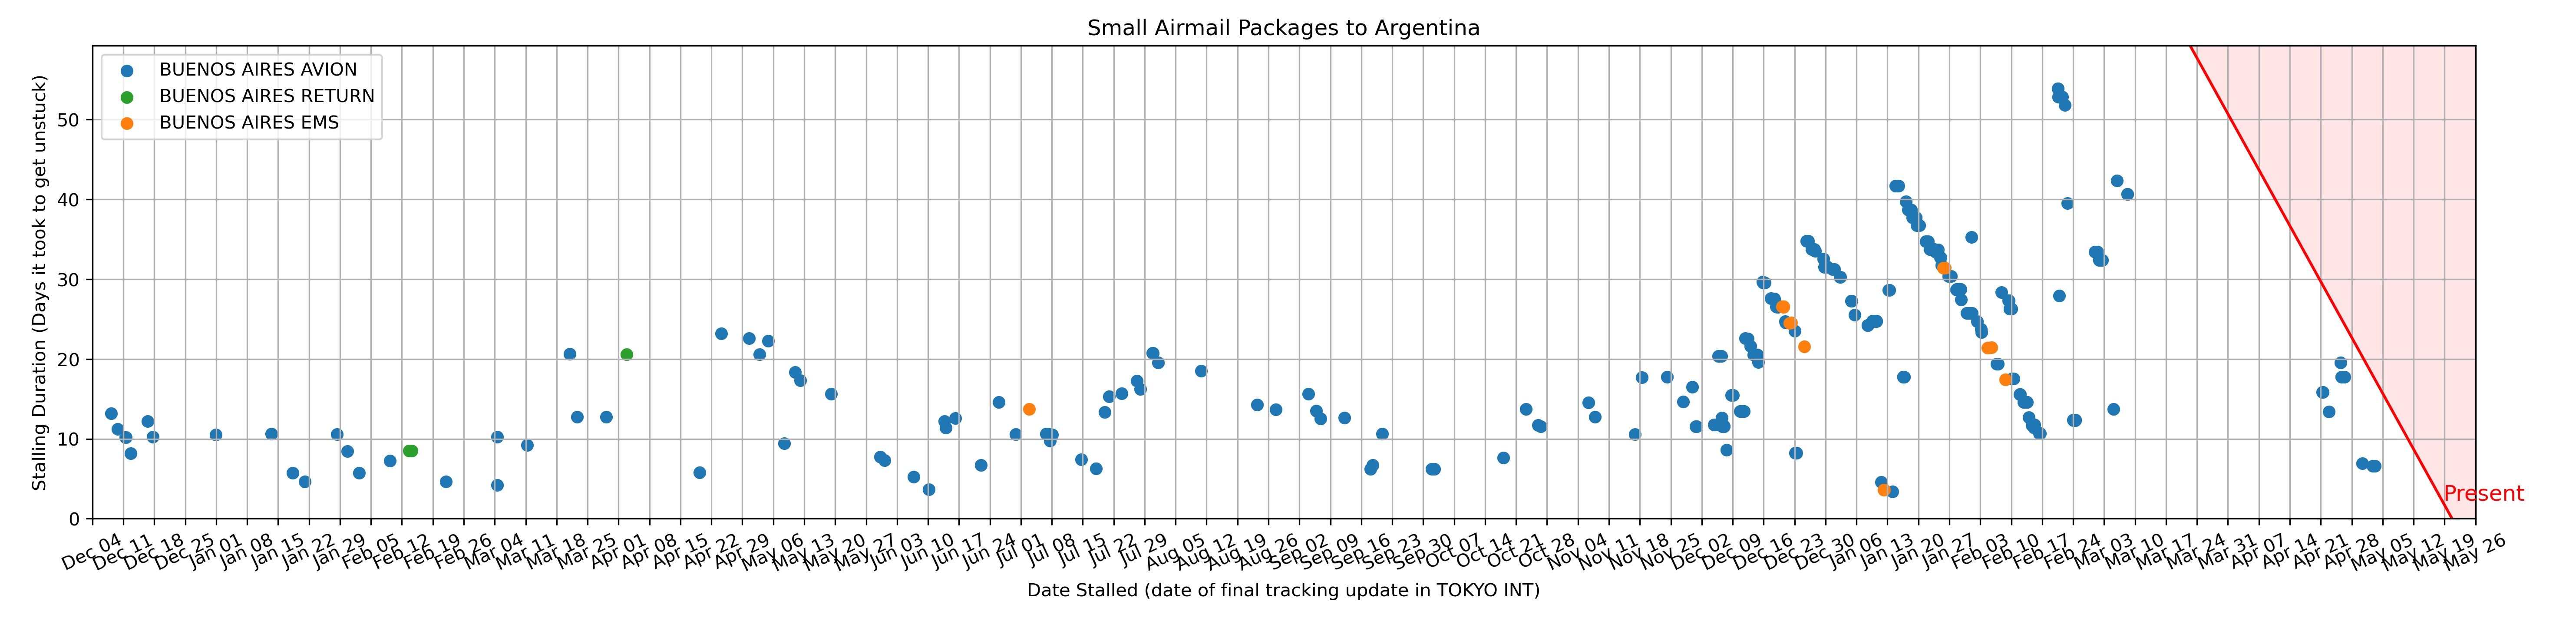 Small Airmail Packages to Argentina
BUENOS AIRES AVION
BUENOS AIRES RETURN
BUENOS AIRES EMS
Stalling Duration (Days it took to get unstuck)
50
40
30
20
10
0
Present
Dec 04
Dec 11
Dec 18
Dec 25
Jan 01
Jan 08
Jan 15
Jan 22
Jan 29
Feb 05
Feb 12
Feb 19
Feb 26
Mar 04
Mar 11
Mar 18
Mar 25
Apr 01
Apr 08
Apr 15
Apr 22
Apr 29
May 06
May 13
May 20
May 27
Jun 03
Jun 10
Jun 17
Jun 24
Jul 01
Jul 08
Jul 15
Jul 22
Jul 29
Aug 05
Aug 12
Aug 19
Aug 26
Sep 02
Sep 09
Sep 16
Sep 23
Sep 30
Oct 07
Oct 14
Oct 21
Oct 28
Nov 04
Nov 11
Nov 18
Nov 25
Dec 02
Dec 09
Dec 16
Dec 23
Dec 30
Jan 06
Jan 13
Jan 20
Jan 27
Feb 03
Feb 10
Feb 17
Feb 24
Mar 03
Mar 10
Mar 17
Mar 24
Mar 31
Apr 07
Apr 14
Apr 21
Apr 28
May 05
May 12
May 19
May 26
Date Stalled (date of final tracking update in TOKYO INT)